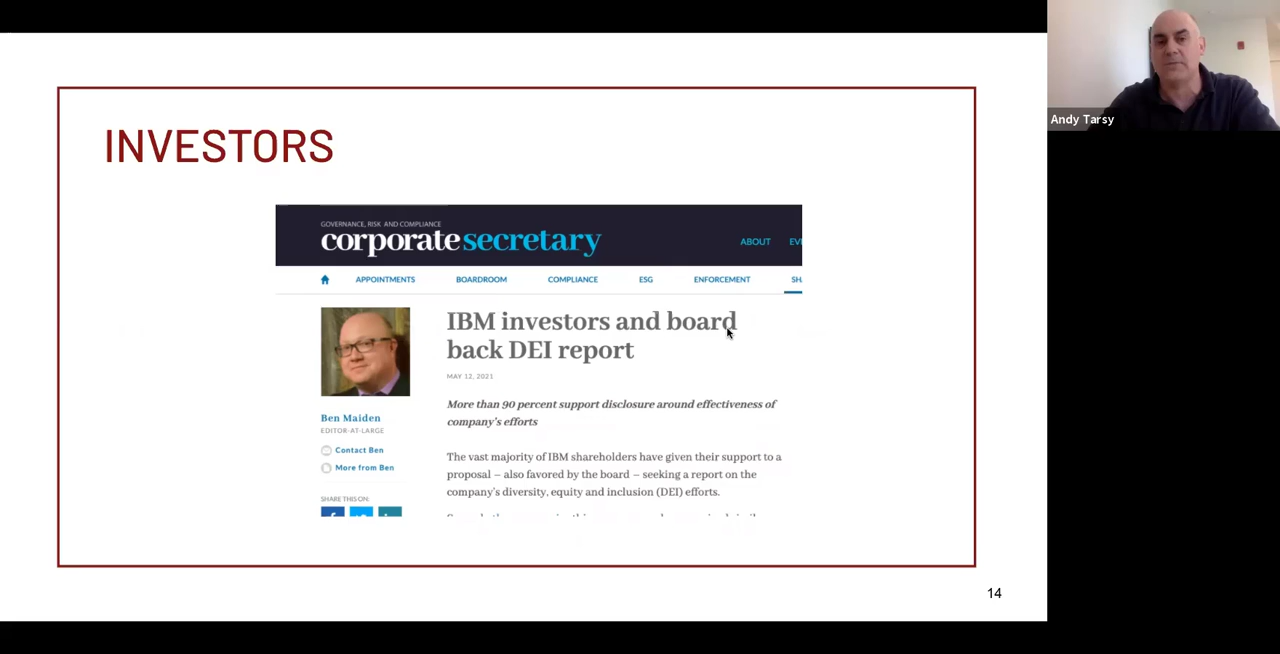 Andy Tarsy
INVESTORS
GOVERNANCE, RISK AND COMPLIANCE
corporatesecretary
ABOUT
APPOINTMENTS BOARDROOM COMPLIANCE ESG ENFORCEMENT
IBM investors and board
back DEI report
MAY 12, 2021
More than 90 percent support disclosure around effectiveness of
company's efforts
Ben Maiden
EDITOR-AT-LARGE
Contact Ben
More from Ben
SHARE THIS ON:
The vast majority of IBM shareholders have given their support to a
proposal – also favored by the board – seeking a report on the
company's diversity, equity and inclusion (DEI) efforts.
14